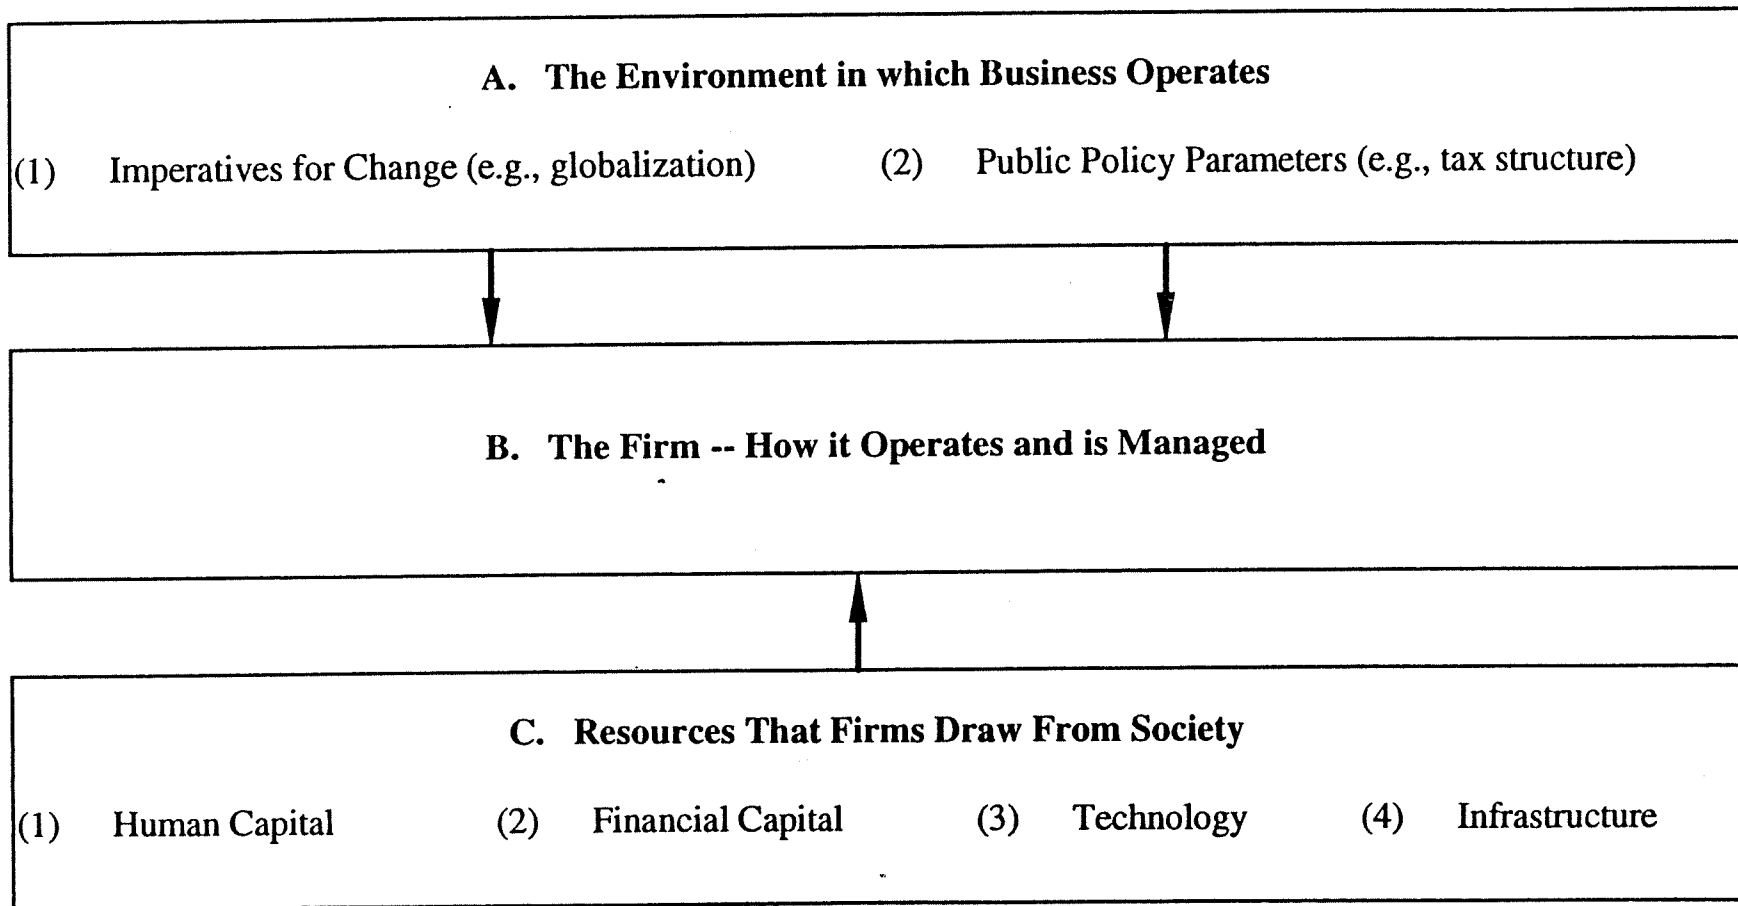 A. The Environment in which Business Operates
(1) Imperatives for Change (e.g., globalization) (2) Public Policy Parameters (e.g., tax structure)
B. The Firm -- How it Operates and is Managed
C. Resources That Firms Draw From Society
(1) Human Capital (2) Financial Capital (3) Technology (4) Infrastructure